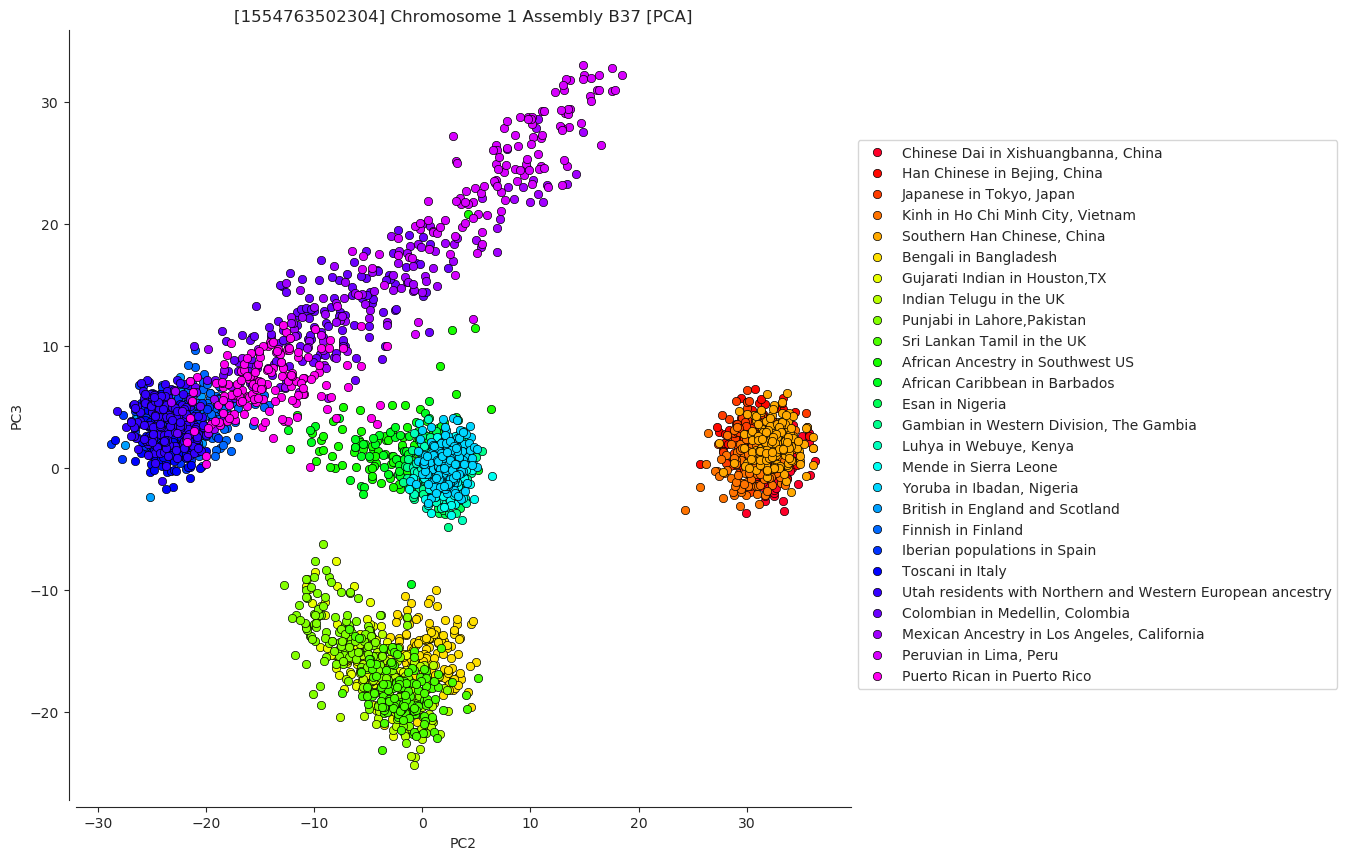 [1554763502304] Chromosome 1 Assembly B37 [PCA]
30
20
10
0
−10
−20
PC3
−30
−20
−10
0
10
20
30
PC2
Chinese Dai in Xishuangbanna, China
Han Chinese in Bejing, China
Japanese in Tokyo, Japan
Kinh in Ho Chi Minh City, Vietnam
Southern Han Chinese, China
Bengali in Bangladesh
Gujarati Indian in Houston,TX
Indian Telugu in the UK
Punjabi in Lahore,Pakistan
Sri Lankan Tamil in the UK
African Ancestry in Southwest US
African Caribbean in Barbados
Esan in Nigeria
Gambian in Western Division, The Gambia
Luhya in Webuye, Kenya
Mende in Sierra Leone
Yoruba in Ibadan, Nigeria
British in England and Scotland
Finnish in Finland
Iberian populations in Spain
Toscani in Italy
Utah residents with Northern and Western European ancestry
Colombian in Medellin, Colombia
Mexican Ancestry in Los Angeles, California
Peruvian in Lima, Peru
Puerto Rican in Puerto Rico